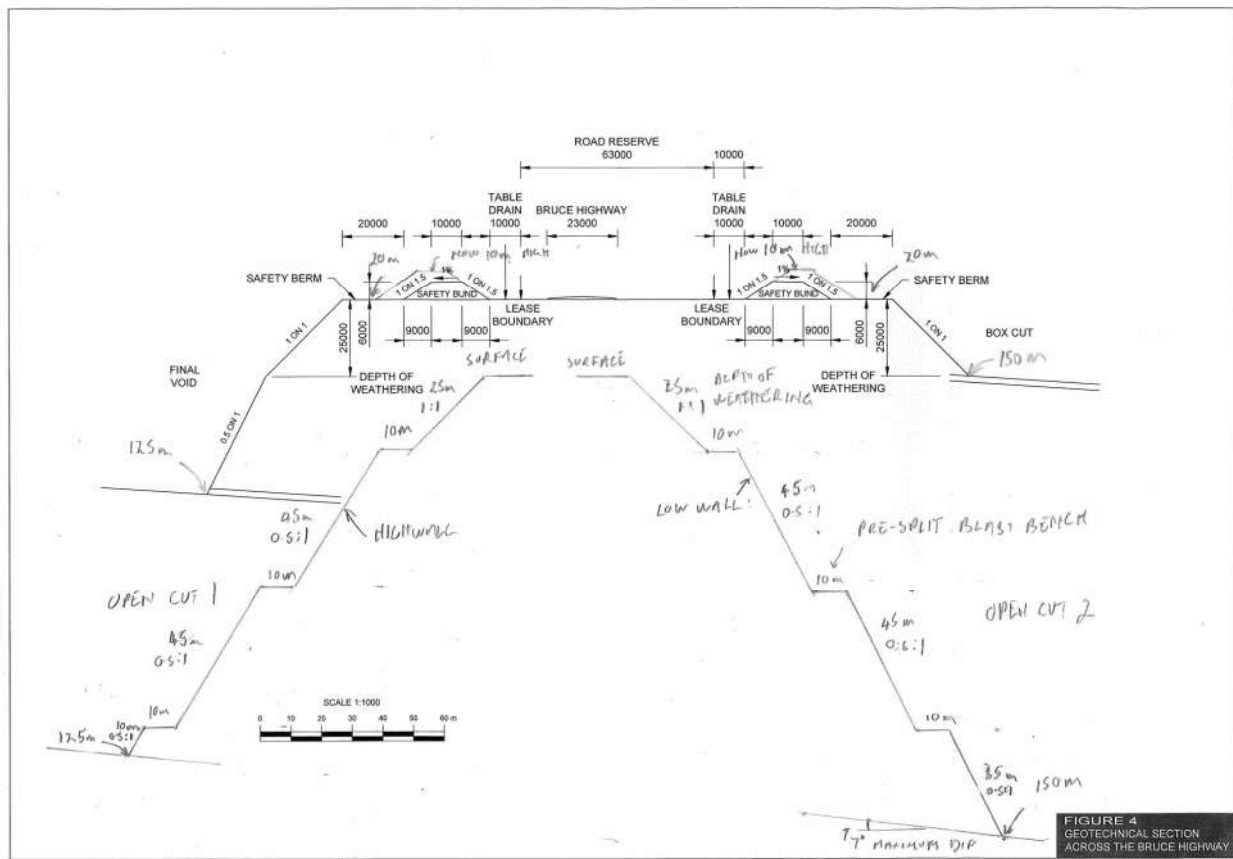 ROAD RESERVE
63000
10000
TABLE
DRAIN
BRUCE HIGHWAY
TABLE
DRAIN
20000
10000
10000
23000
10000
10000
20000
20m
NOW 10m HIGH
NOW 10m HIGH
20m
SAFETY BERM
1 ON 1.5
1%
1 ON 1.5
SAFETY BUND
1 ON 1.5
1%
1 ON 1.5
SAFETY BUND
SAFETY BERM
1 ON 1
25000
6000
9000
9000
LEASE
BOUNDARY
LEASE
BOUNDARY
9000
9000
6000
25000
1 ON 1
BOX CUT
150m
FINAL
VOID
DEPTH OF
WEATHERING
SURFACE
SURFACE
DEPTH OF
WEATHERING
0.5 ON 1
25m
1:1
25m
1:1
DEPTH OF
WEATHERING
10m
10m
125m
45m
0.5:1
HIGHWALL
LOW WALL
45m
0.5:1
PRE-SPLIT BLAST BENCH
OPEN CUT 1
10m
10m
OPEN CUT 2
45m
0.5:1
45m
0.5:1
SCALE 1:1000
0 10 20 30 40 50 60 m
10m
10m
0.5:1
125m
10m
35m
0.5:1
150m
7° MAXIMUM DIP
FIGURE 4
GEOTECHNICAL SECTION
ACROSS THE BRUCE HIGHWAY